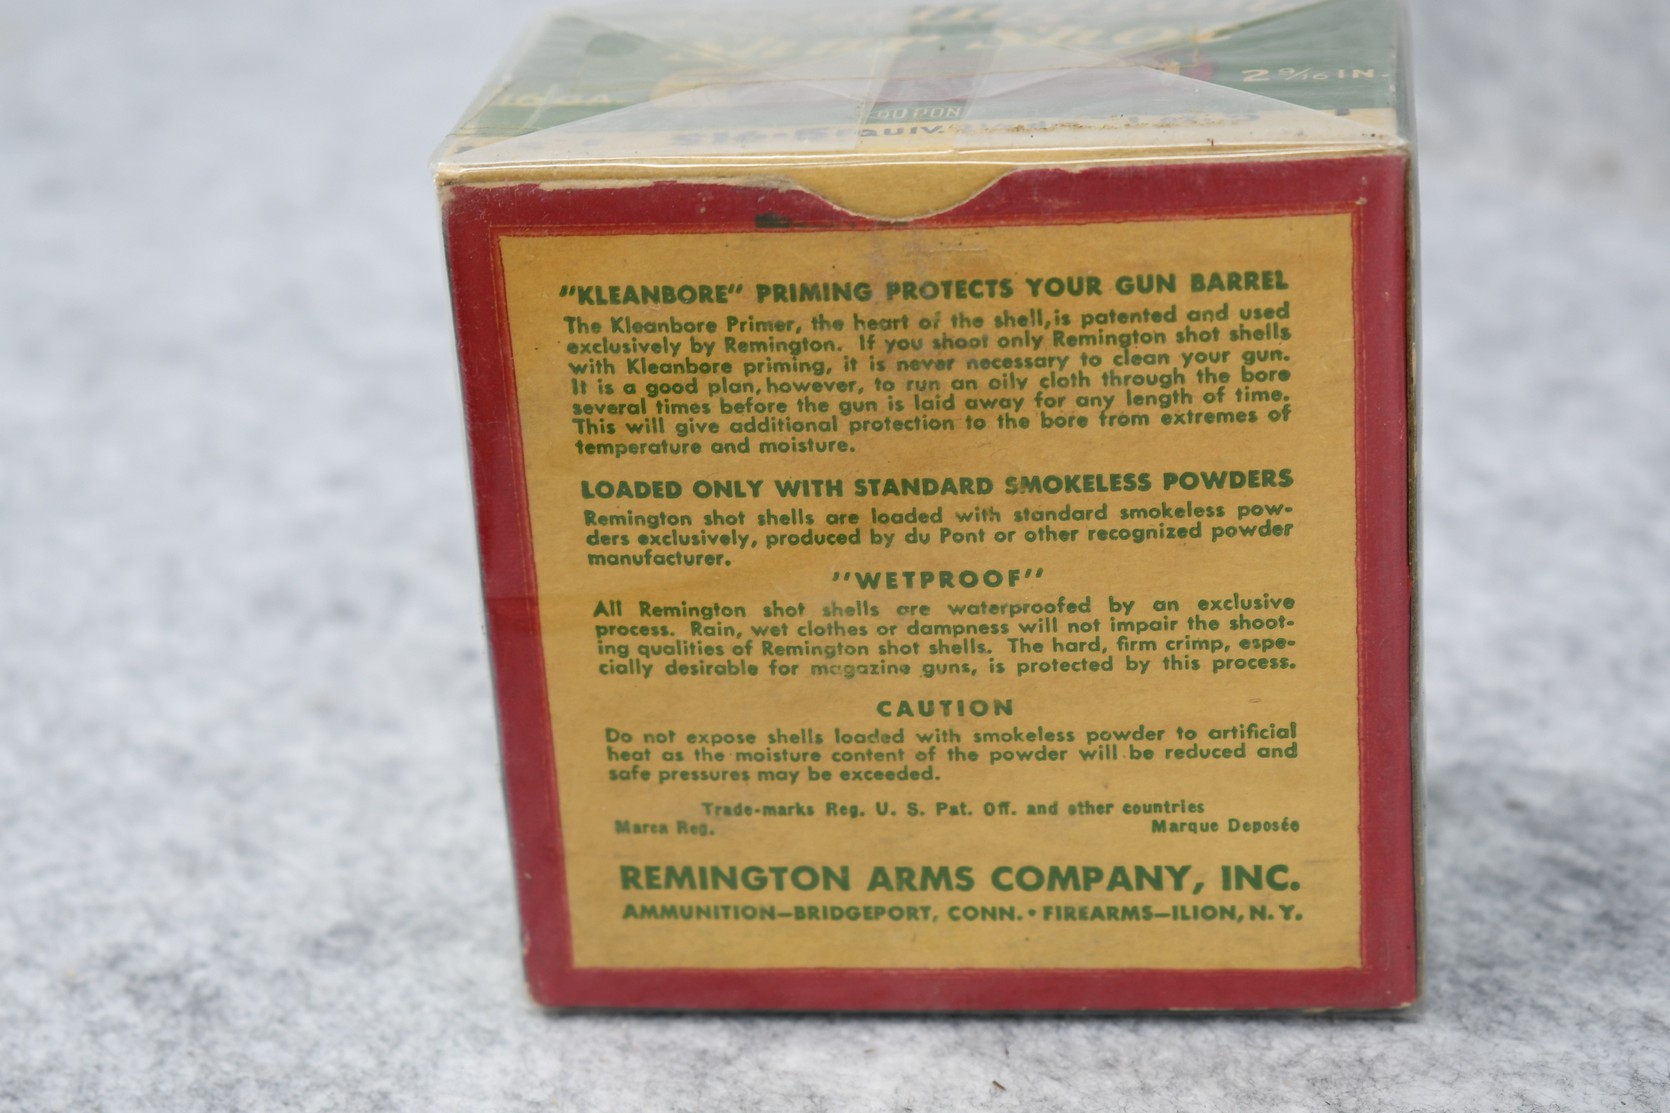 SHUR SHOT
2 9/16 IN.
DU PONT
"KLEANBORE" PRIMING PROTECTS YOUR GUN BARREL
The Kleanbore Primer, the heart of the shell, is patented and used
exclusively by Remington. If you shoot only Remington shot shells
with Kleanbore priming, it is never necessary to clean your gun.
It is a good plan, however, to run an oily cloth through the bore
several times before the gun is laid away for any length of time.
This will give additional protection to the bore from extremes of
temperature and moisture.
LOADED ONLY WITH STANDARD SMOKELESS POWDERS
Remington shot shells are loaded with standard smokeless pow-
ders exclusively, produced by du Pont or other recognized powder
manufacturer.
"WETPROOF"
All Remington shot shells are waterproofed by an exclusive
process. Rain, wet clothes or dampness will not impair the shoot-
ing qualities of Remington shot shells. The hard, firm crimp, espe-
cially desirable for magazine guns, is protected by this process.
CAUTION
Do not expose shells loaded with smokeless powder to artificial
heat as the moisture content of the powder will be reduced and
safe pressures may be exceeded.
Trade-marks Reg. U. S. Pat. Off. and other countries
Marca Reg. Marque Deposée
REMINGTON ARMS COMPANY, INC.
AMMUNITION—BRIDGEPORT, CONN. • FIREARMS—ILION, N. Y.